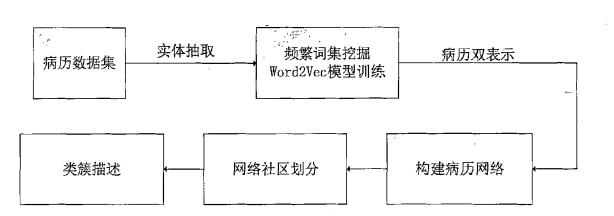 病历数据集
实体抽取
频繁词集挖掘
Word2Vec模型训练
病历双表示
构建病历网络
网络社区划分
类簇描述